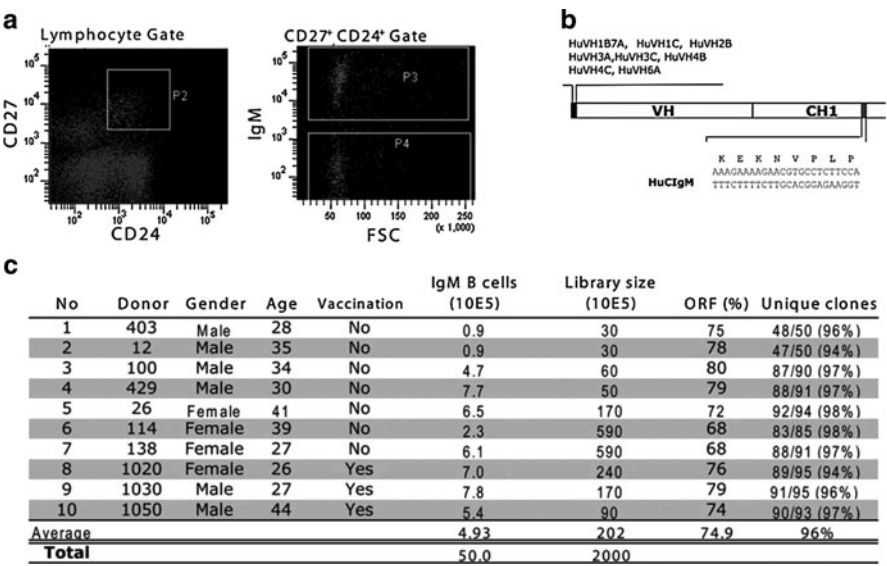 a
Lymphocyte Gate
CD27
10^5
10^4
10^3
10^2
P2
10^2 10^3 10^4 10^5
CD24
CD27+ CD24+ Gate
IgM
10^5
10^4
10^3
10^2
P3
P4
50 100 150 200 250
(x 1,000)
FSC
b
HuVH1B7A, HuVH1C, HuVH2B
HuVH3A,HuVH3C, HuVH4B
HuVH4C, HuVH6A
VH CH1
K E K N V P L P
AAAGAAAAGAACGTGCCTCTTCCA
HuCIgM TTTCTTTTCTTGCACGGAGAAGGT
c
No Donor Gender Age Vaccination IgM B cells (10E5) Library size (10E5) ORF (%) Unique clones
1 403 Male 28 No 0.9 30 75 48/50 (96%)
2 12 Male 35 No 0.9 30 78 47/50 (94%)
3 100 Male 34 No 4.7 60 80 87/90 (97%)
4 429 Male 30 No 7.7 50 79 88/91 (97%)
5 26 Female 41 No 6.5 170 72 92/94 (98%)
6 114 Female 39 No 2.3 590 68 83/85 (98%)
7 138 Female 27 No 6.1 590 68 88/91 (97%)
8 1020 Female 26 Yes 7.0 240 76 89/95 (94%)
9 1030 Male 27 Yes 7.8 170 79 91/95 (96%)
10 1050 Male 44 Yes 5.4 90 74 90/93 (97%)
Average 4.93 202 74.9 96%
Total 50.0 2000